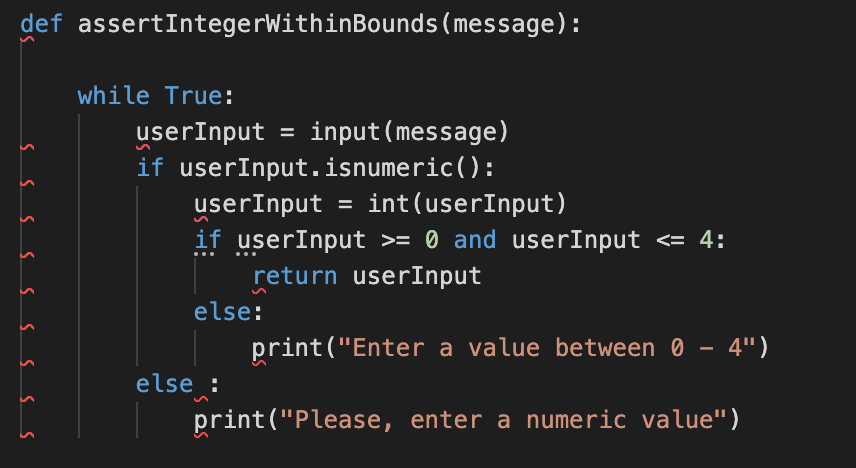 def assertIntegerWithinBounds(message):
    while True:
        userInput = input(message)
        if userInput.isnumeric():
            userInput = int(userInput)
            if userInput >= 0 and userInput <= 4:
                return userInput
            else:
                print("Enter a value between 0 - 4")
        else :
            print("Please, enter a numeric value")